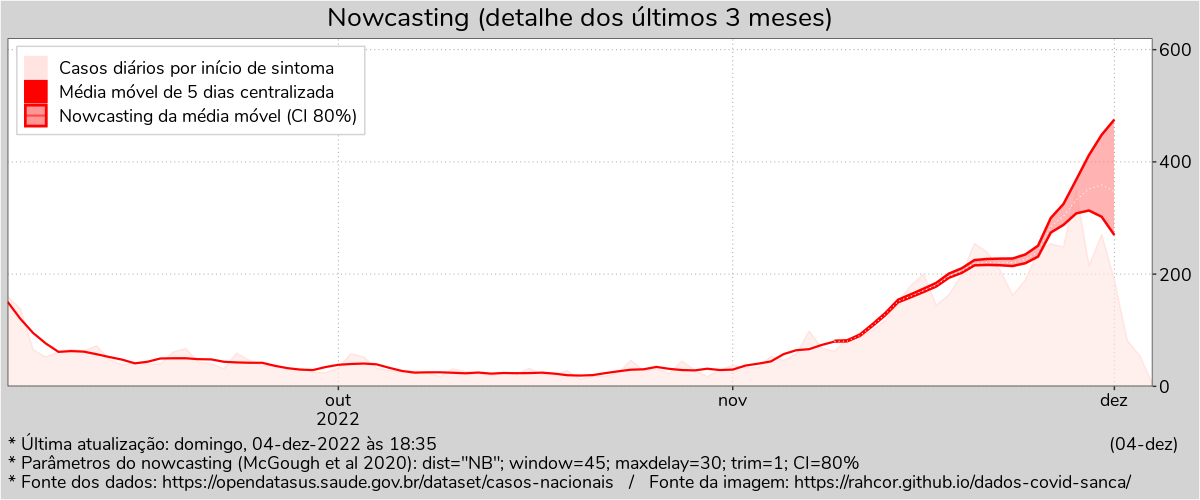 Nowcasting (detalhe dos últimos 3 meses)
Casos diários por início de sintoma
Média móvel de 5 dias centralizada
Nowcasting da média móvel (CI 80%)
600
400
200
0
out
2022
nov
dez
* Última atualização: domingo, 04-dez-2022 às 18:35
(04-dez)
* Parâmetros do nowcasting (McGough et al 2020): dist="NB"; window=45; maxdelay=30; trim=1; CI=80%
* Fonte dos dados: https://opendatasus.saude.gov.br/dataset/casos-nacionais / Fonte da imagem: https://rahcor.github.io/dados-covid-sanca/